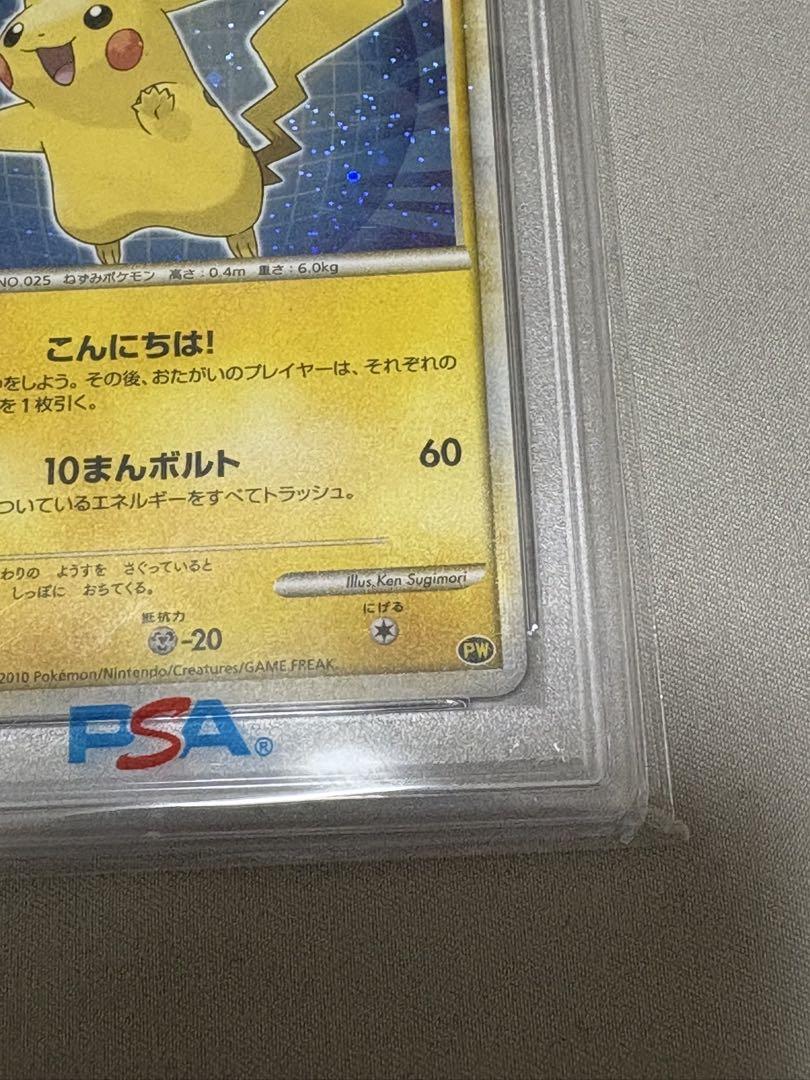 NO 025 ねずみポケモン 高さ:0.4m 重さ:6.0kg
こんにちは!
をしよう。その後、おたがいのプレイヤーは、それぞれの
を1枚引く。
10まんボルト 60
ついているエネルギーをすべてトラッシュ。
わりの ようすを さぐっていると
しっぽに おちてくる。
Illus. Ken Sugimori
抵抗力 にげる
-20
PW
2010 Pokémon/Nintendo/Creatures/GAME FREAK.
PSA®